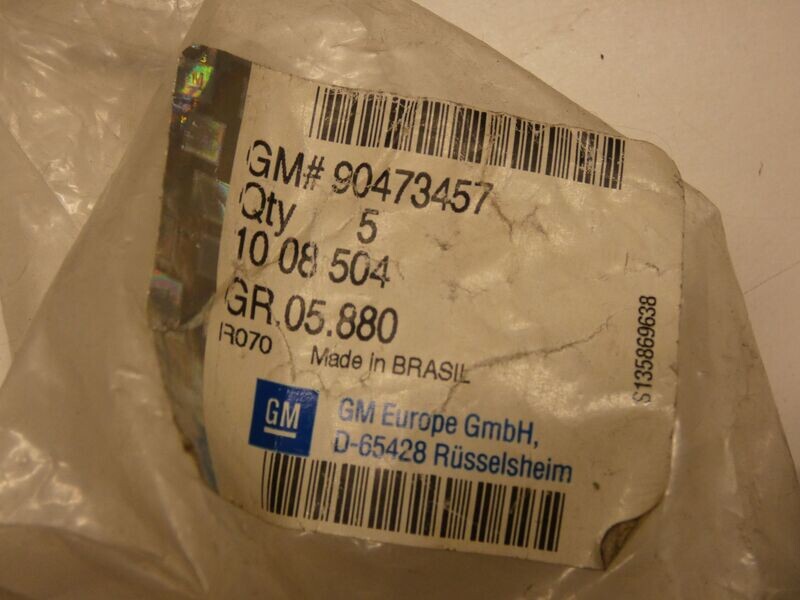 GM# 90473457
Qty 5
10 08 504
GR.05.880
IR070 Made in BRASIL
GM
GM Europe GmbH,
D-65428 Rüsselsheim
S135869638